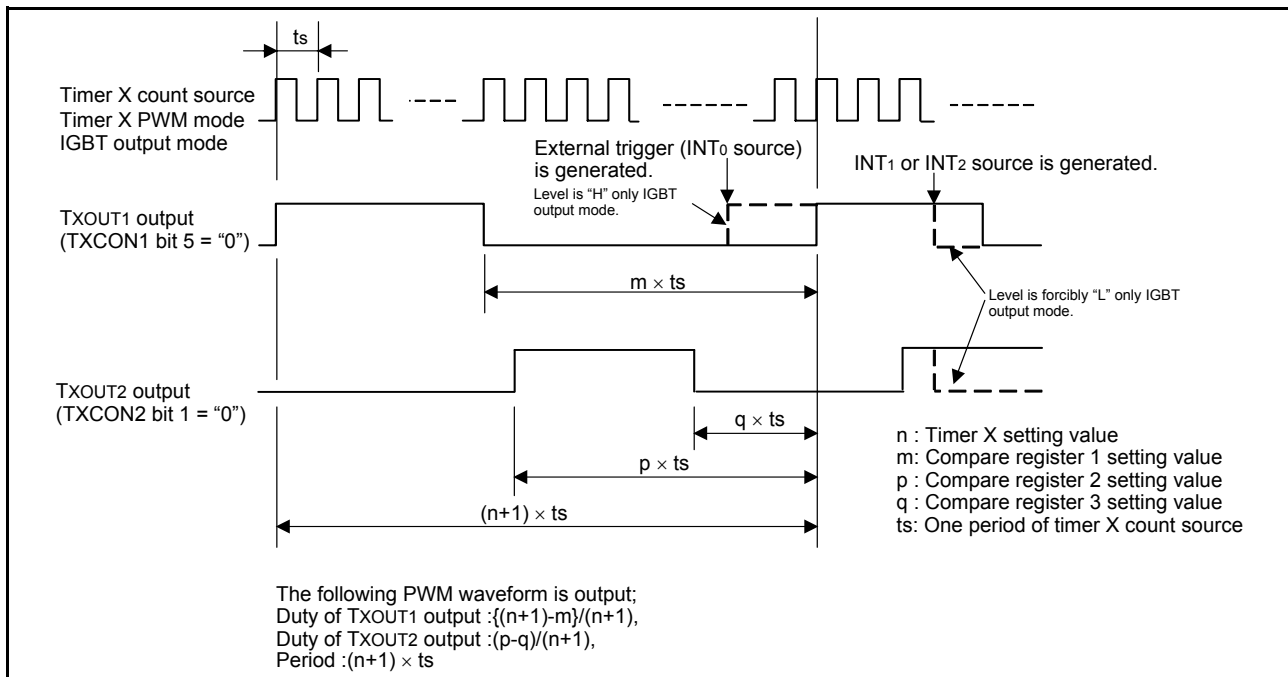 ts
Timer X count source
Timer X PWM mode
IGBT output mode
External trigger (INT0 source)
is generated.
Level is “H” only IGBT
output mode.
INT1 or INT2 source is generated.
TXOUT1 output
(TXCON1 bit 5 = “0”)
m × ts
Level is forcibly “L” only IGBT
output mode.
TXOUT2 output
(TXCON2 bit 1 = “0”)
q × ts
p × ts
(n+1) × ts
n : Timer X setting value
m: Compare register 1 setting value
p : Compare register 2 setting value
q : Compare register 3 setting value
ts: One period of timer X count source
The following PWM waveform is output;
Duty of TXOUT1 output :{(n+1)-m}/(n+1),
Duty of TXOUT2 output :(p-q)/(n+1),
Period :(n+1) × ts